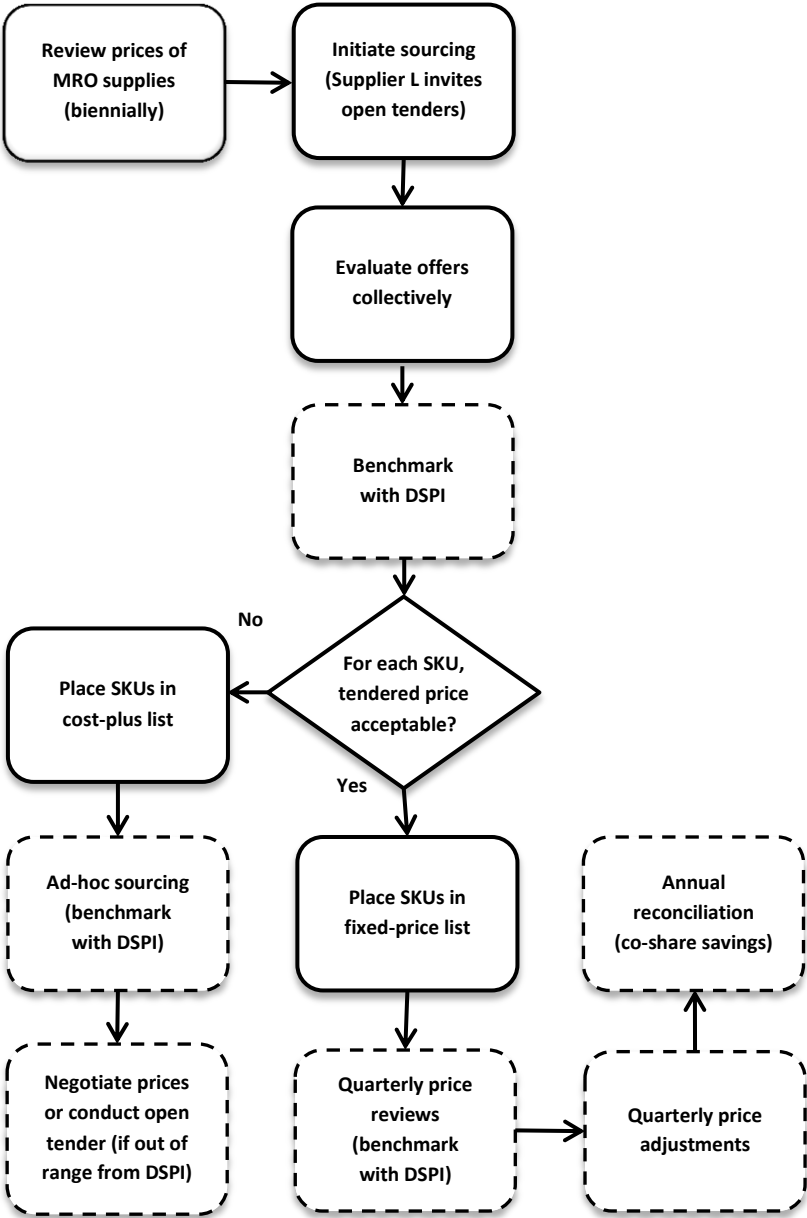 Review prices of
MRO supplies
(biennially)
Initiate sourcing
(Supplier L invites
open tenders)
Evaluate offers
collectively
Benchmark
with DSPI
No
For each SKU,
tendered price
acceptable?
Place SKUs in
cost-plus list
Yes
Ad-hoc sourcing
(benchmark
with DSPI)
Place SKUs in
fixed-price list
Annual
reconciliation
(co-share savings)
Negotiate prices
or conduct open
tender (if out of
range from DSPI)
Quarterly price
reviews
(benchmark
with DSPI)
Quarterly price
adjustments